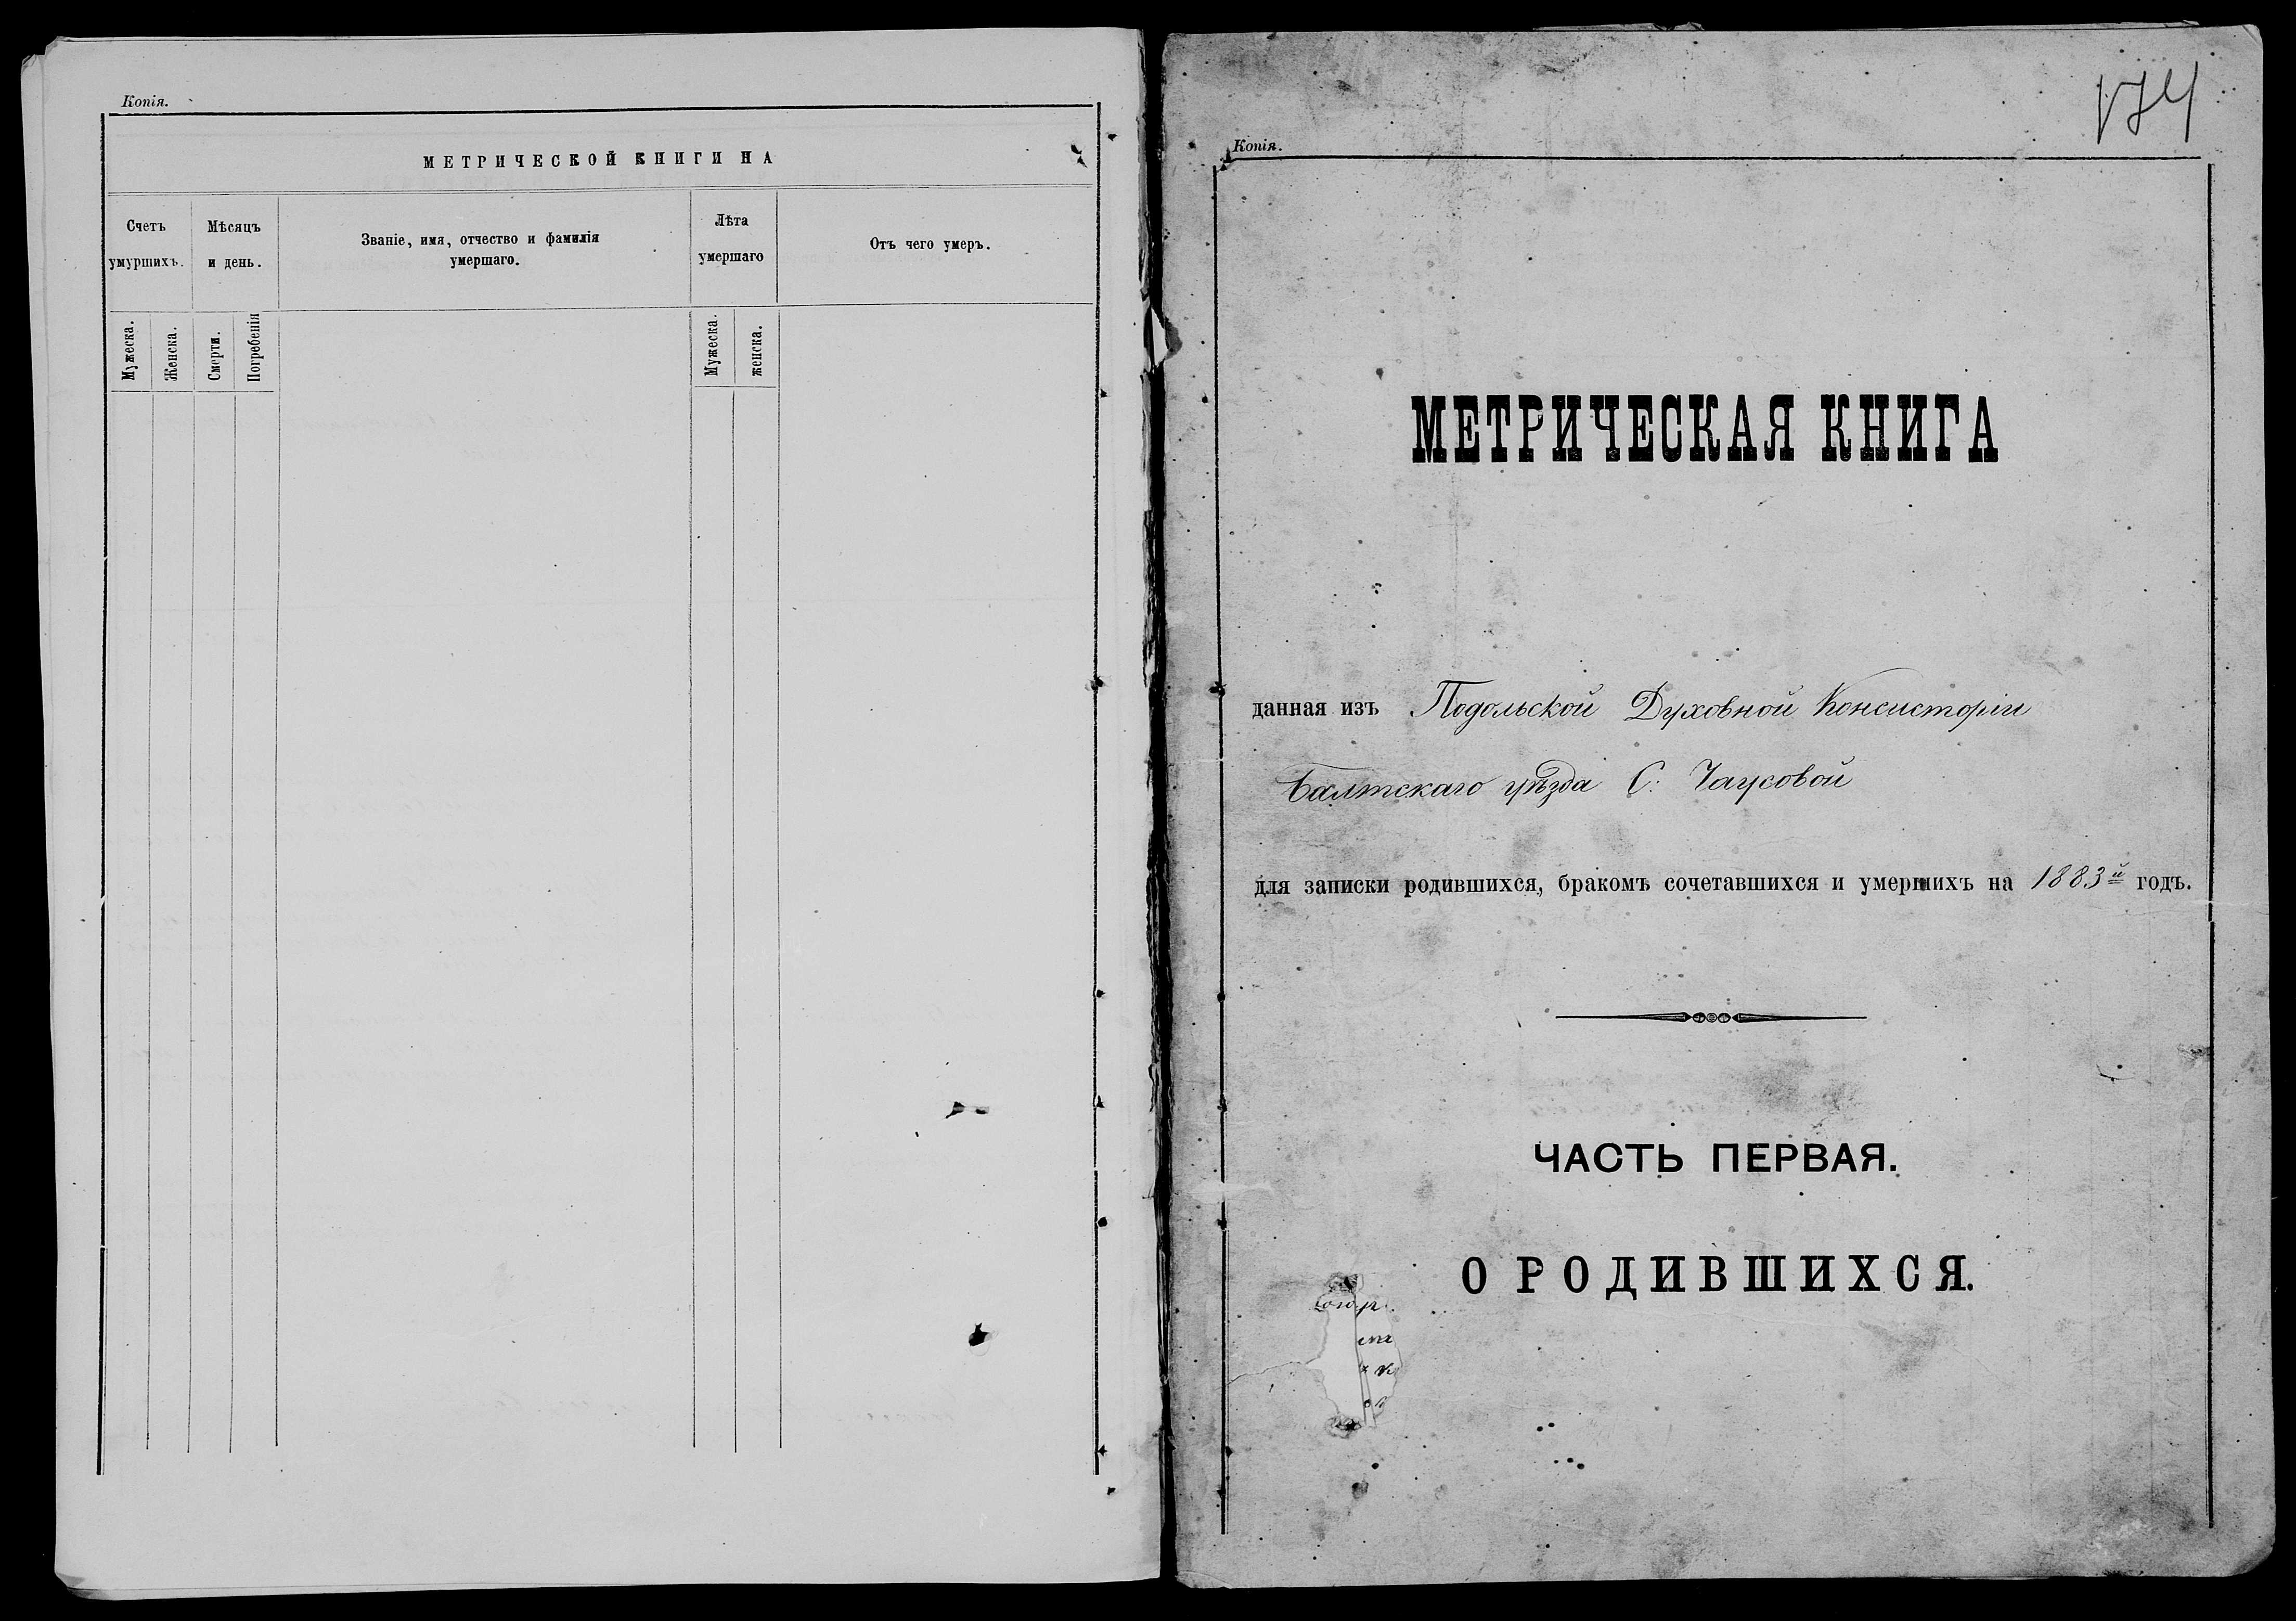 Копія.
МЕТРИЧЕСКОЙ КНИГИ НА
Счетъ
умуршихъ.
Мѣсяцъ
и день.
Званіе, имя, отчество и фамилія
умершаго.
Лѣта
умершаго
Отъ чего умеръ.
Мужеска.
Женска.
Смерти.
Погребенія
Мужеска.
женска.
174
Копія.
МЕТРИЧЕСКАЯ КНИГА
данная изъ Подольской Духовной Консисторіи
Балтскаго уѣзда С: Чаусовой
для записки родившихся, бракомъ сочетавшихся и умершихъ на 1883й годъ.
ЧАСТЬ ПЕРВАЯ.
О РОДИВШИХСЯ.